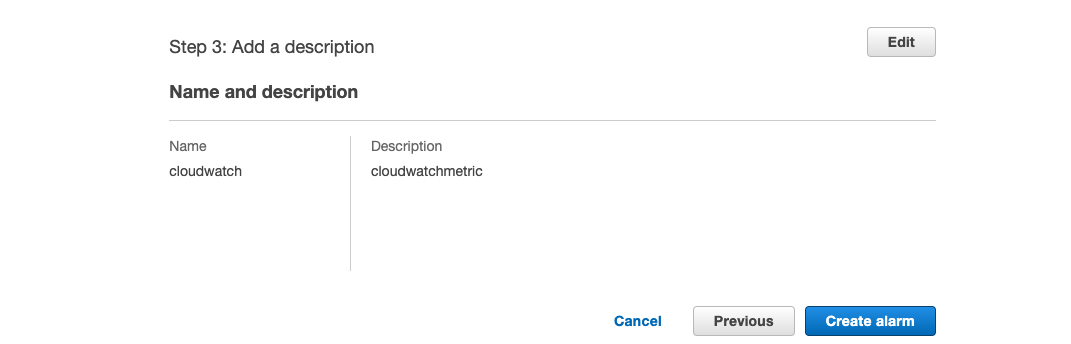 Step 3: Add a description
Edit
Name and description
Name
Description
cloudwatch
cloudwatchmetric
Cancel
Previous
Create alarm